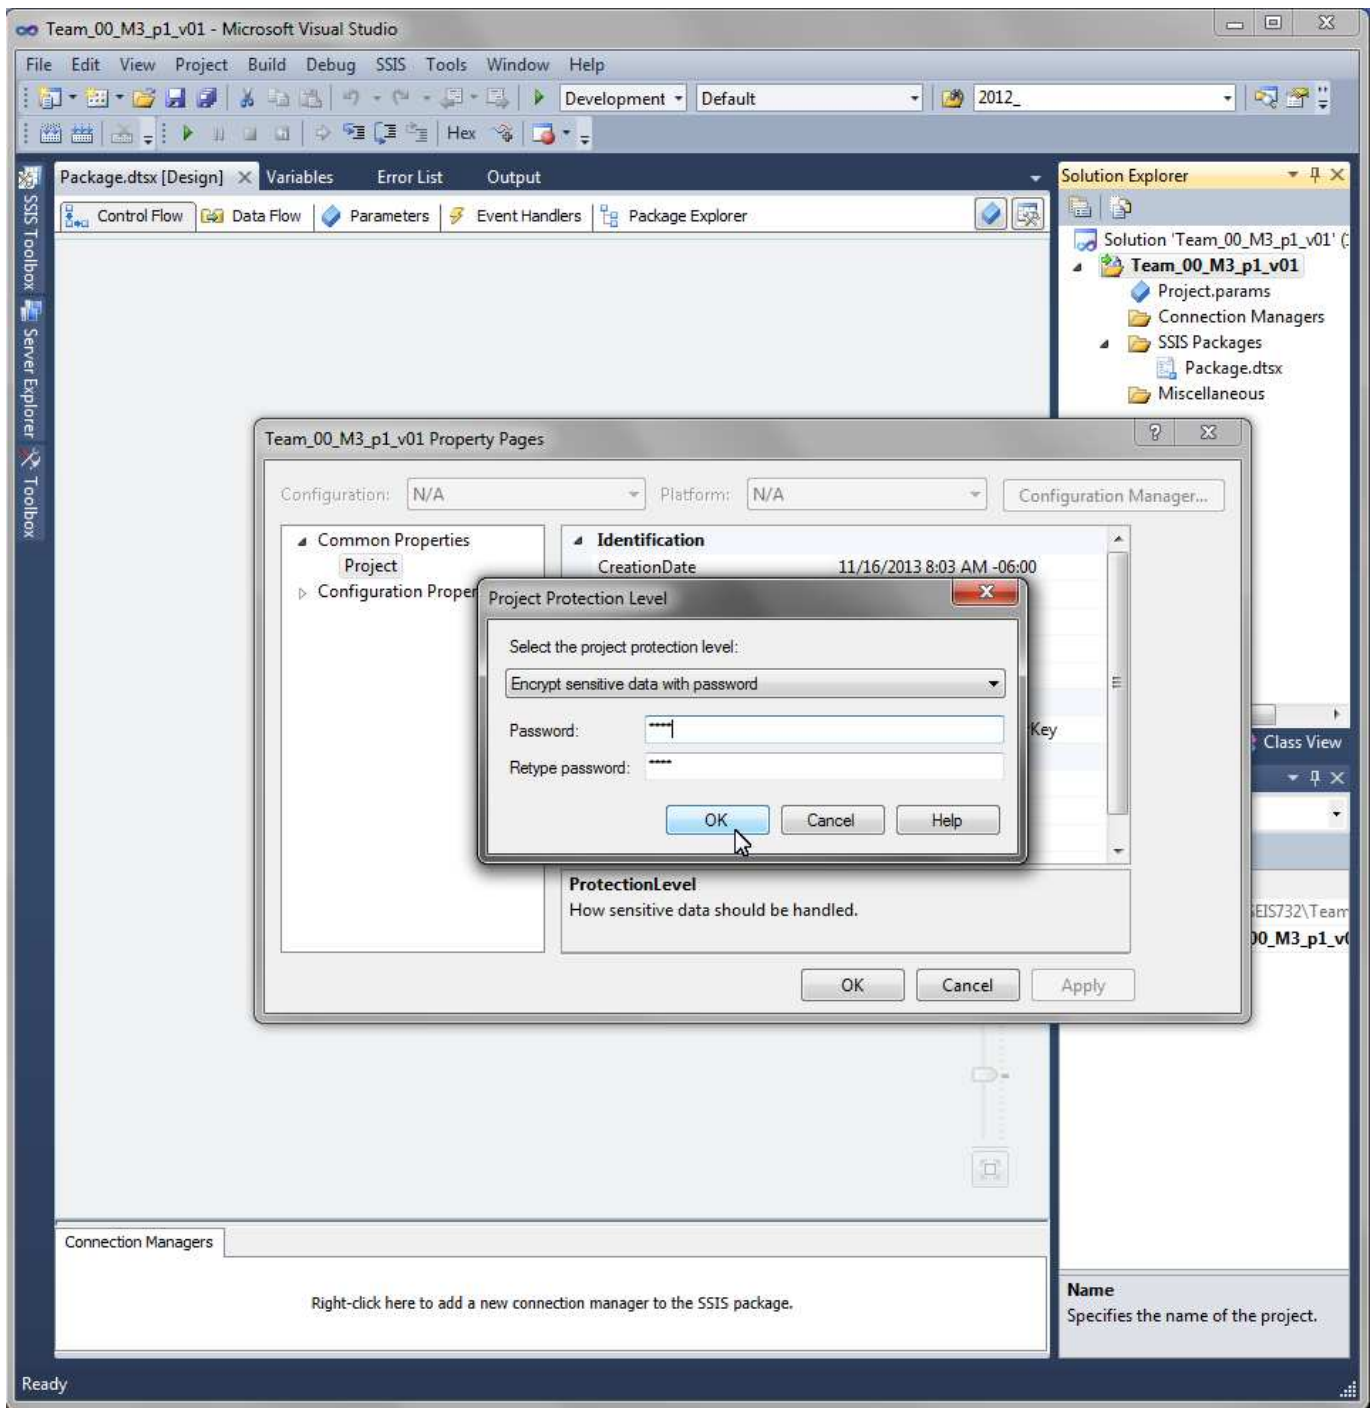 Team_00_M3_p1_v01 - Microsoft Visual Studio
File Edit View Project Build Debug SSIS Tools Window Help
Development Default 2012_
Hex
Package.dtsx [Design] Variables Error List Output
Solution Explorer
SSIS Toolbox
Server Explorer
Toolbox
Control Flow Data Flow Parameters Event Handlers Package Explorer
Solution 'Team_00_M3_p1_v01' (
Team_00_M3_p1_v01
Project.params
Connection Managers
SSIS Packages
Package.dtsx
Miscellaneous
Team_00_M3_p1_v01 Property Pages
Configuration: N/A Platform: N/A Configuration Manager...
Common Properties
Project
Configuration Proper
Identification
CreationDate 11/16/2013 8:03 AM -06:00
Project Protection Level
Select the project protection level:
Encrypt sensitive data with password
Password: ****
Retype password: ****
OK Cancel Help
Key
Class View
ProtectionLevel
How sensitive data should be handled.
EIS732\Team
00_M3_p1_v0
OK Cancel Apply
Connection Managers
Right-click here to add a new connection manager to the SSIS package.
Name
Specifies the name of the project.
Ready